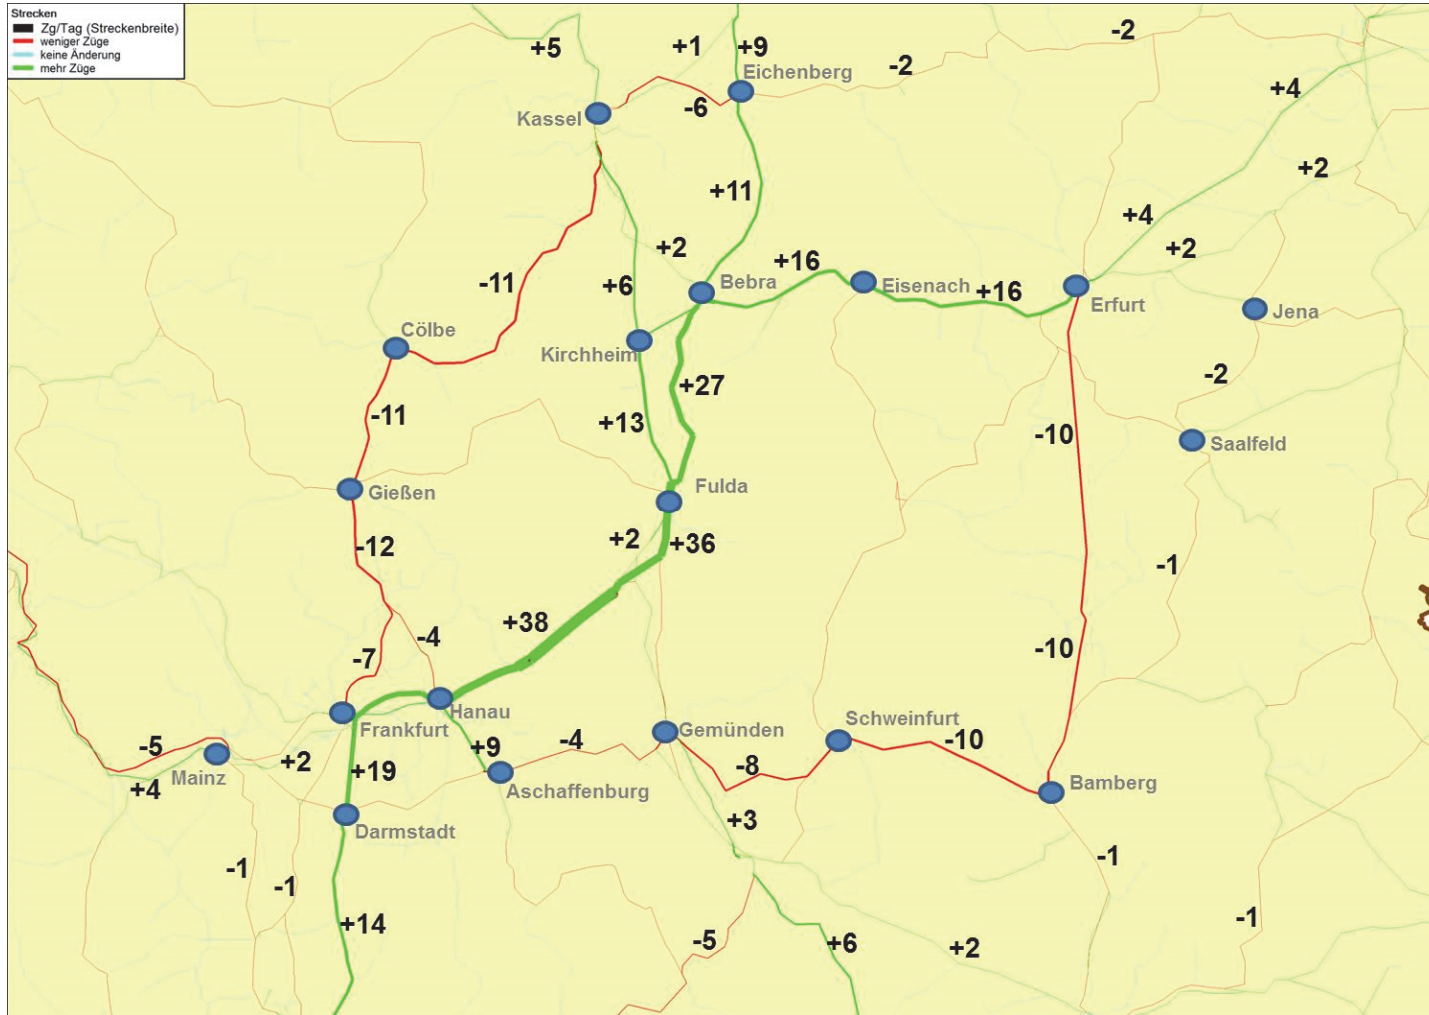 Strecken
Zg/Tag (Streckenbreite)
weniger Züge
keine Änderung
mehr Züge
-2
+5
+1
+9
-2
Eichenberg
+4
-6
Kassel
+2
+11
+4
+2
+2
+16
Bebra
Eisenach
+6
+16
-11
Erfurt
Jena
Cölbe
Kirchheim
-2
+27
-11
+13
-10
Saalfeld
Fulda
Gießen
-12
+2
+36
-1
+38
-4
-10
-7
Hanau
Schweinfurt
Frankfurt
Gemünden
-5
+9
-4
-10
+2
+19
-8
Mainz
Bamberg
+4
Aschaffenburg
+3
Darmstadt
-1
-1
-1
+14
-1
-5
+6
+2